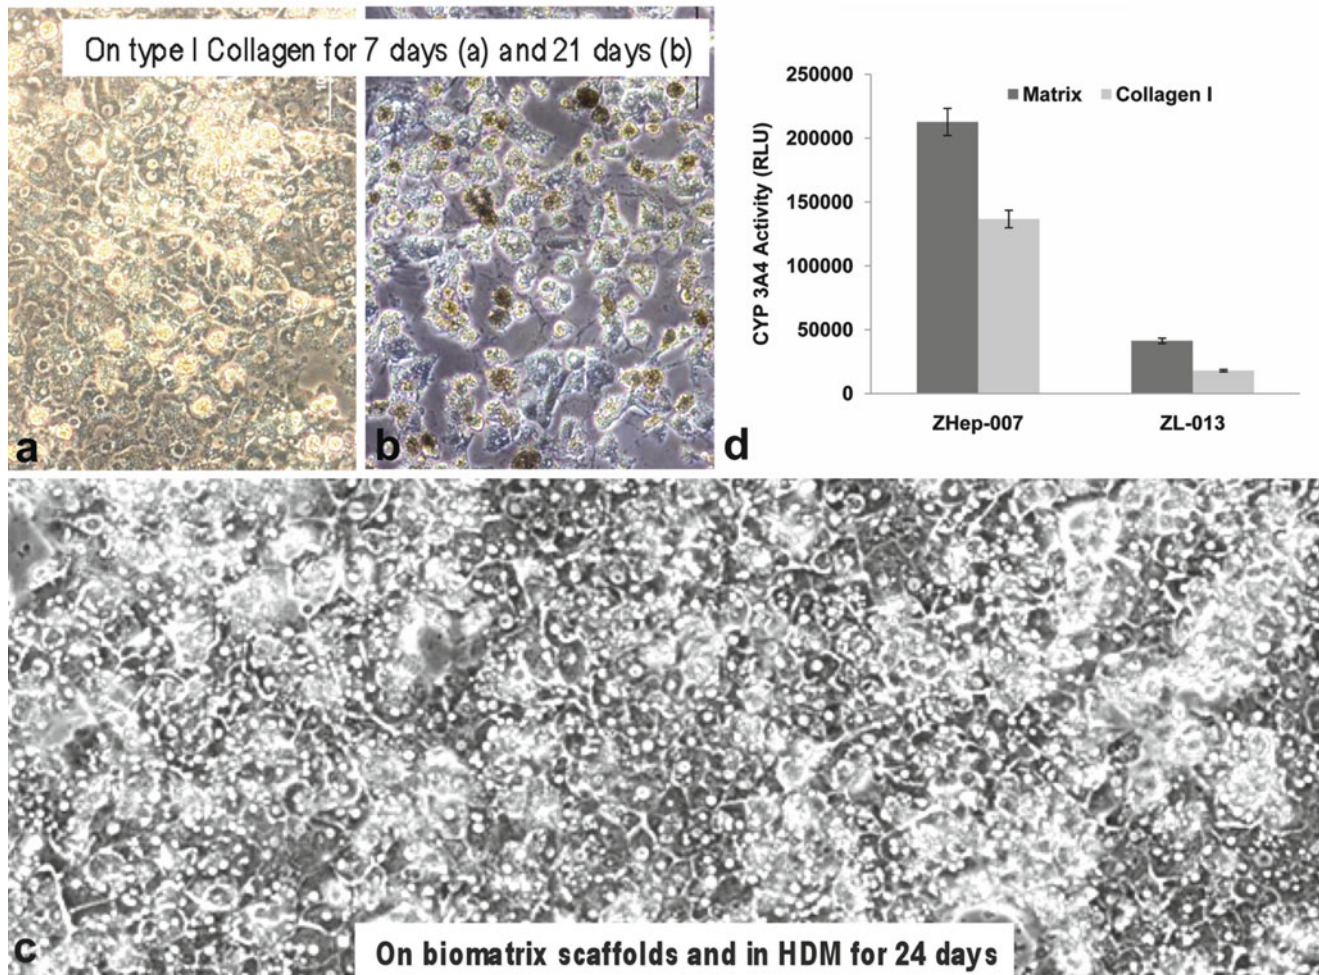 On type I Collagen for 7 days (a) and 21 days (b)
a
b
250000
200000
150000
100000
50000
0
CYP 3A4 Activity (RLU)
Matrix
Collagen I
ZHep-007
ZL-013
d
c
On biomatrix scaffolds and in HDM for 24 days